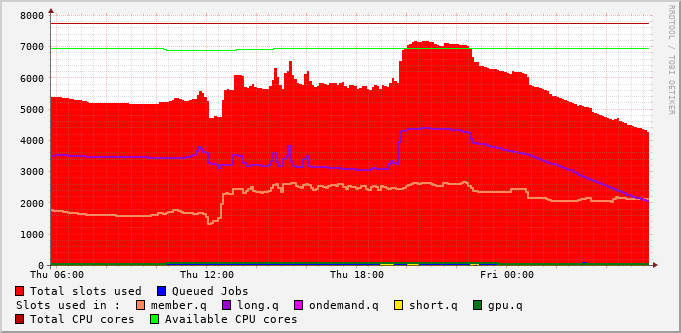 8000
7000
6000
5000
4000
3000
2000
1000
0
Thu 06:00 Thu 12:00 Thu 18:00 Fri 00:00
Total slots used Queued Jobs
Slots used in : member.q long.q ondemand.q short.q gpu.q
Total CPU cores Available CPU cores
RRDTOOL / TOBI OETIKER